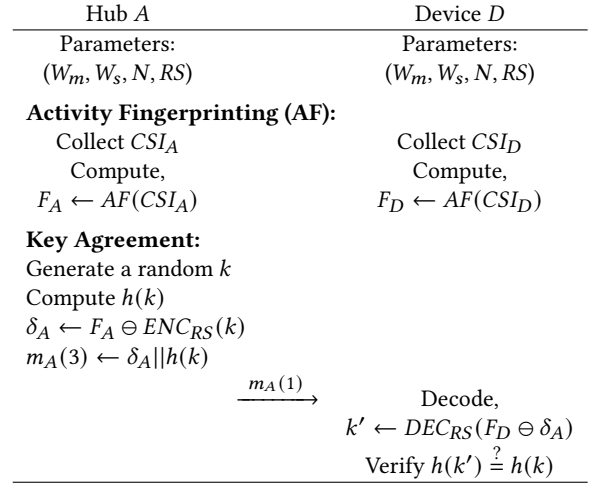 Hub A Device D
Parameters: Parameters:
(W_m, W_s, N, RS) (W_m, W_s, N, RS)
Activity Fingerprinting (AF):
Collect CSI_A Collect CSI_D
Compute, Compute,
F_A ← AF(CSI_A) F_D ← AF(CSI_D)
Key Agreement:
Generate a random k
Compute h(k)
δ_A ← F_A ⊖ ENC_RS(k)
m_A(3) ← δ_A||h(k)
m_A(1)
Decode,
k′ ← DEC_RS(F_D ⊖ δ_A)
Verify h(k′) ≟ h(k)